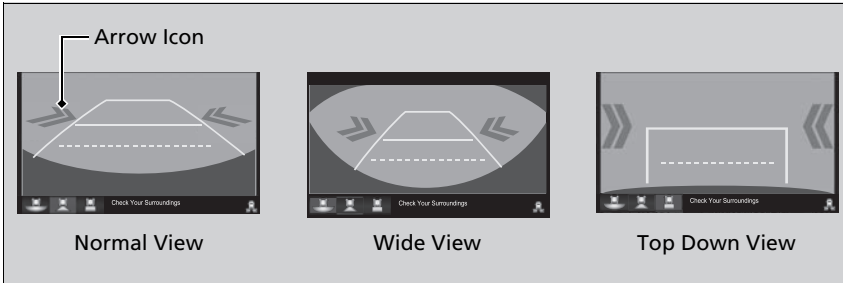 Arrow Icon
Check Your Surroundings
Check Your Surroundings
Check Your Surroundings
Normal View
Wide View
Top Down View